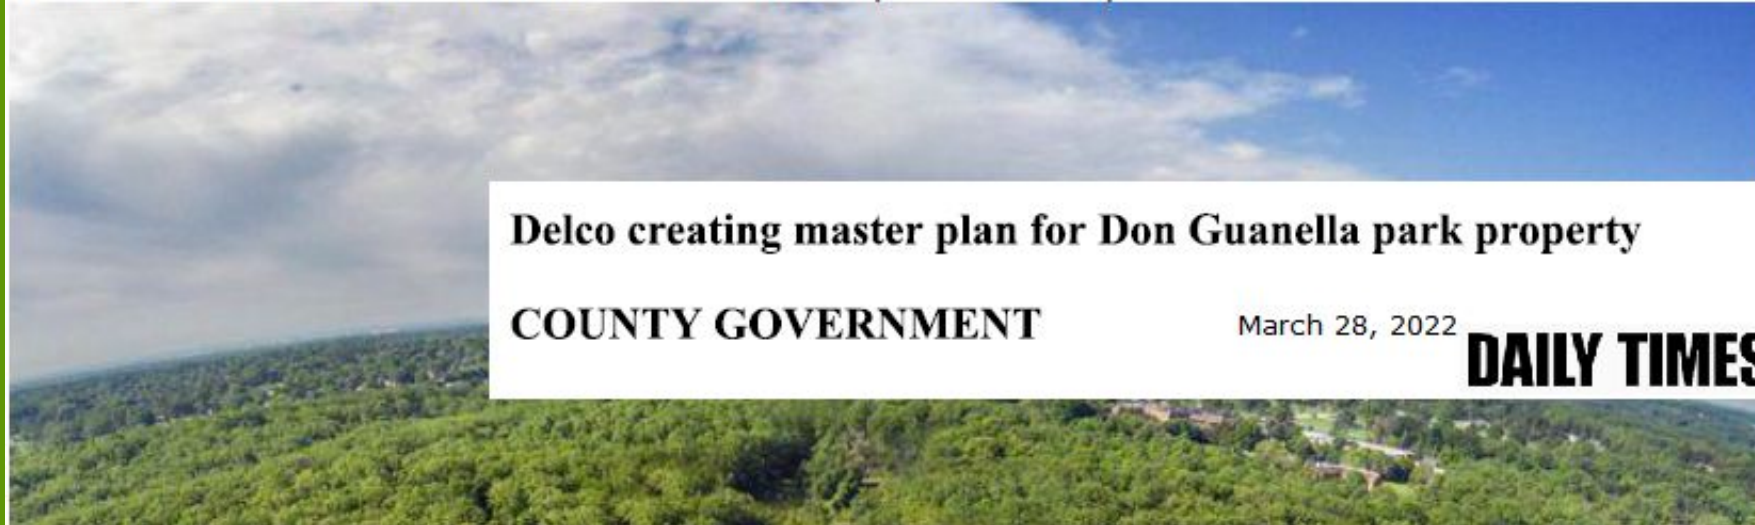 Delco creating master plan for Don Guanella park property
COUNTY GOVERNMENT
March 28, 2022
DAILY TIMES